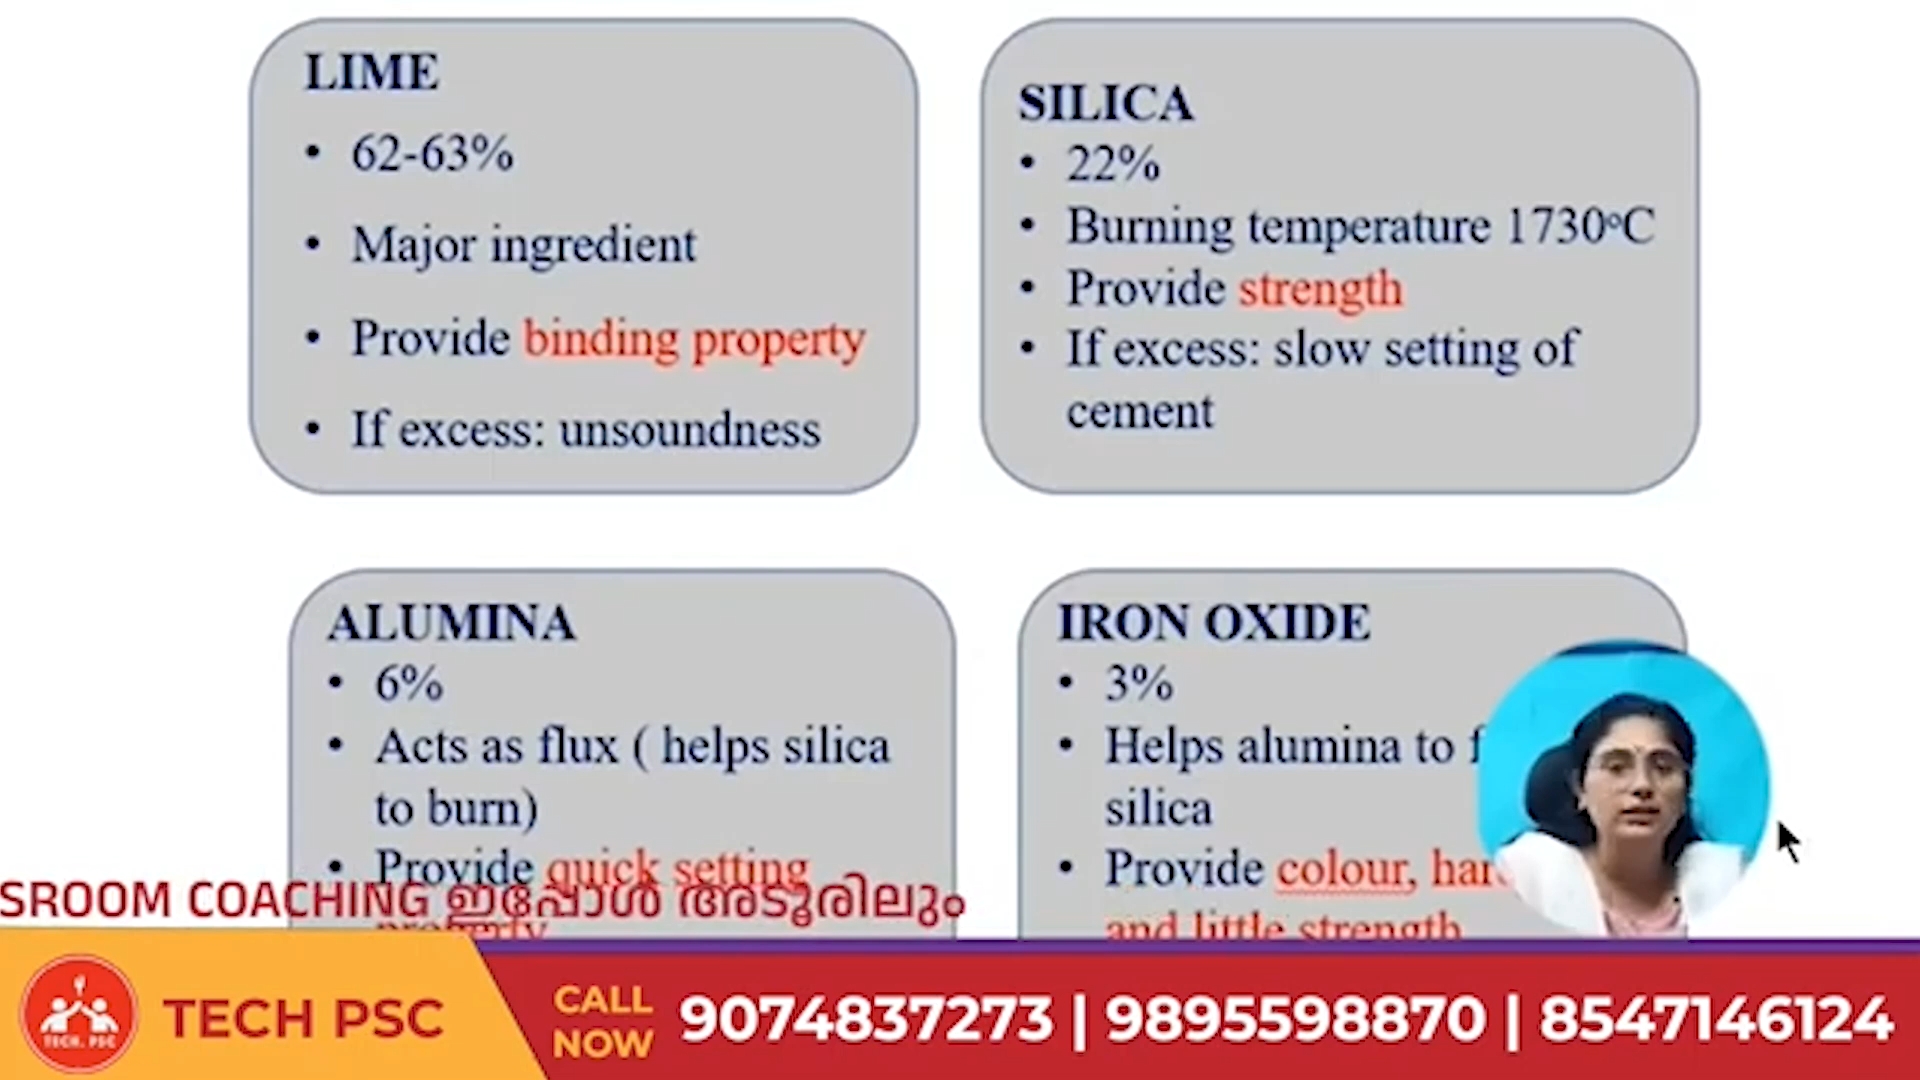 LIME
• 62-63%
• Major ingredient
• Provide binding property
• If excess: unsoundness
SILICA
• 22%
• Burning temperature 1730°C
• Provide strength
• If excess: slow setting of
cement
ALUMINA
• 6%
• Acts as flux ( helps silica
to burn)
• Provide quick setting
property
IRON OXIDE
• 3%
• Helps alumina to
silica
• Provide colour,
and little strength
SROOM COACHING ഇപ്പോൾ അടൂരിലും
TECH. PSC
TECH PSC
CALL
NOW
9074837273 | 9895598870 | 8547146124